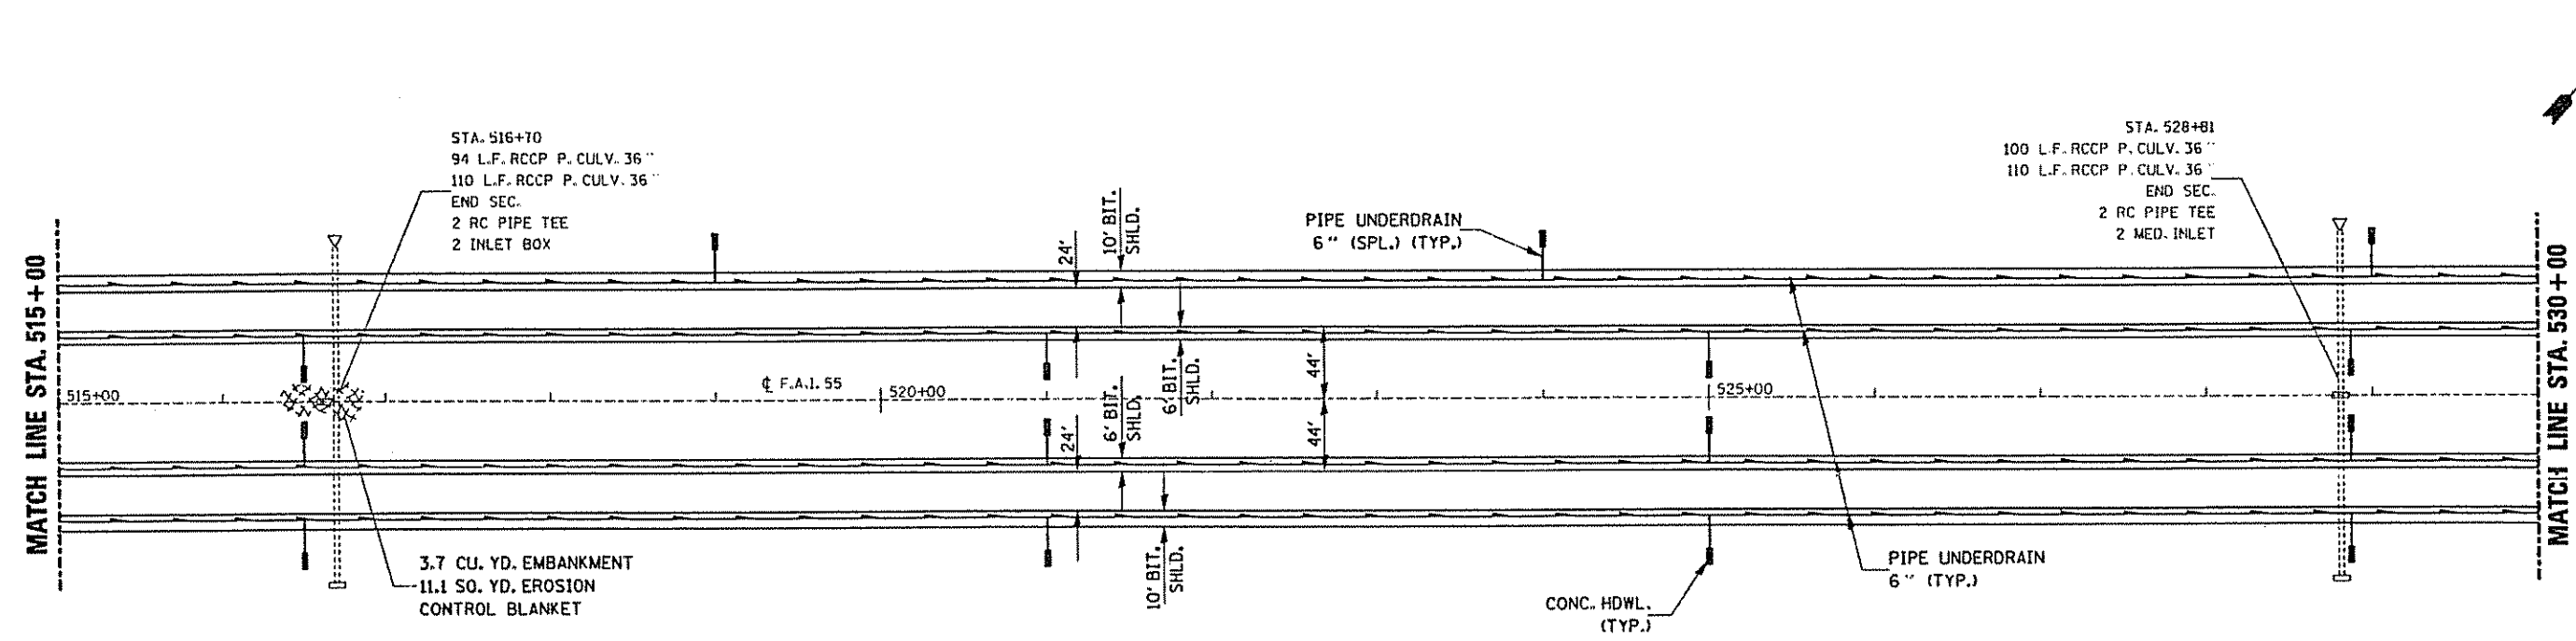 STA. 516+70
94 L.F. RCCP P. CULV. 36"
110 L.F. RCCP P. CULV. 36"
END SEC.
2 RC PIPE TEE
2 INLET BOX
STA. 528+81
100 L.F. RCCP P. CULV. 36"
110 L.F. RCCP P. CULV. 36"
END SEC.
2 RC PIPE TEE
2 MED. INLET
PIPE UNDERDRAIN
6" (SPL.) (TYP.)
24'
10' BIT.
SHLD.
MATCH LINE STA. 515+00
515+00
℄ F.A.I. 55
520+00
6' BIT.
SHLD.
6' BIT.
SHLD.
44'
44'
525+00
24'
10' BIT.
SHLD.
MATCH LINE STA. 530+00
3.7 CU. YD. EMBANKMENT
11.1 SO. YD. EROSION
CONTROL BLANKET
PIPE UNDERDRAIN
6" (TYP.)
CONC. HDWL.
(TYP.)